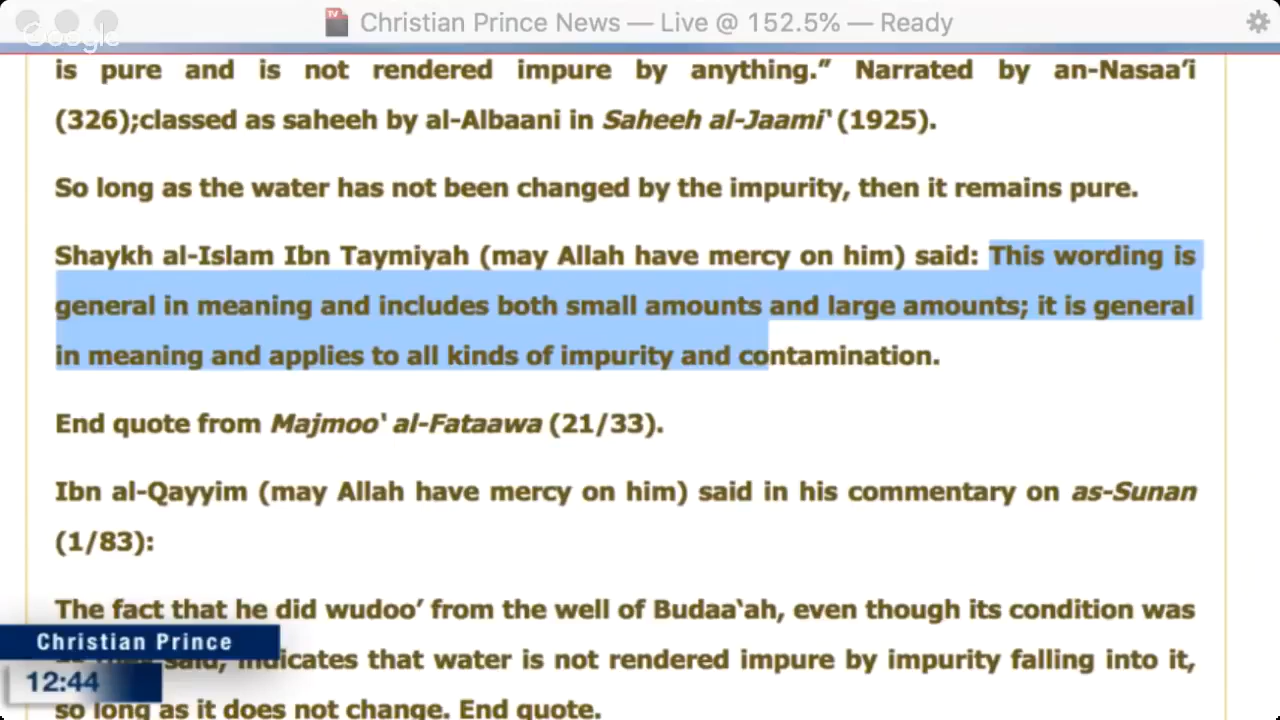 Christian Prince News — Live @ 152.5% — Ready
Google
is pure and is not rendered impure by anything.” Narrated by an-Nasaa’i
(326);classed as saheeh by al-Albaani in Saheeh al-Jaami‘ (1925).
So long as the water has not been changed by the impurity, then it remains pure.
Shaykh al-Islam Ibn Taymiyah (may Allah have mercy on him) said: This wording is
general in meaning and includes both small amounts and large amounts; it is general
in meaning and applies to all kinds of impurity and contamination.
End quote from Majmoo‘ al-Fataawa (21/33).
Ibn al-Qayyim (may Allah have mercy on him) said in his commentary on as-Sunan
(1/83):
The fact that he did wudoo’ from the well of Budaa‘ah, even though its condition was
said, indicates that water is not rendered impure by impurity falling into it,
so long as it does not change. End quote.
Christian Prince
12:44